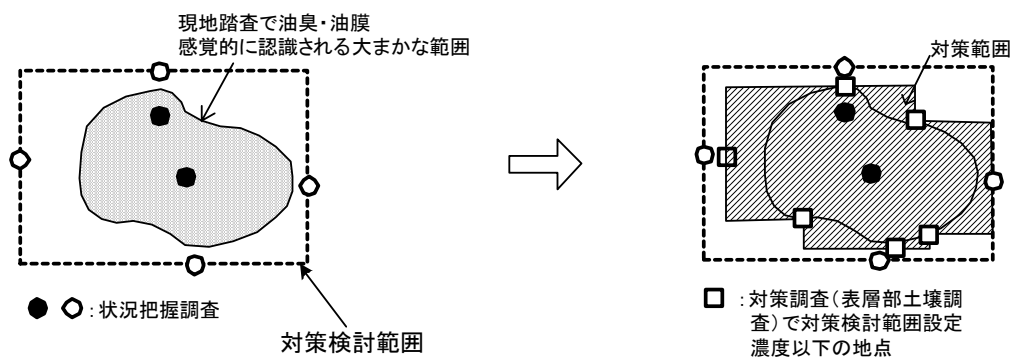 現地踏査で油臭・油膜
感覚的に認識される大まかな範囲
:状況把握調査
対策検討範囲
対策範囲
:対策調査(表層部土壌調
査)で対策検討範囲設定
濃度以下の地点